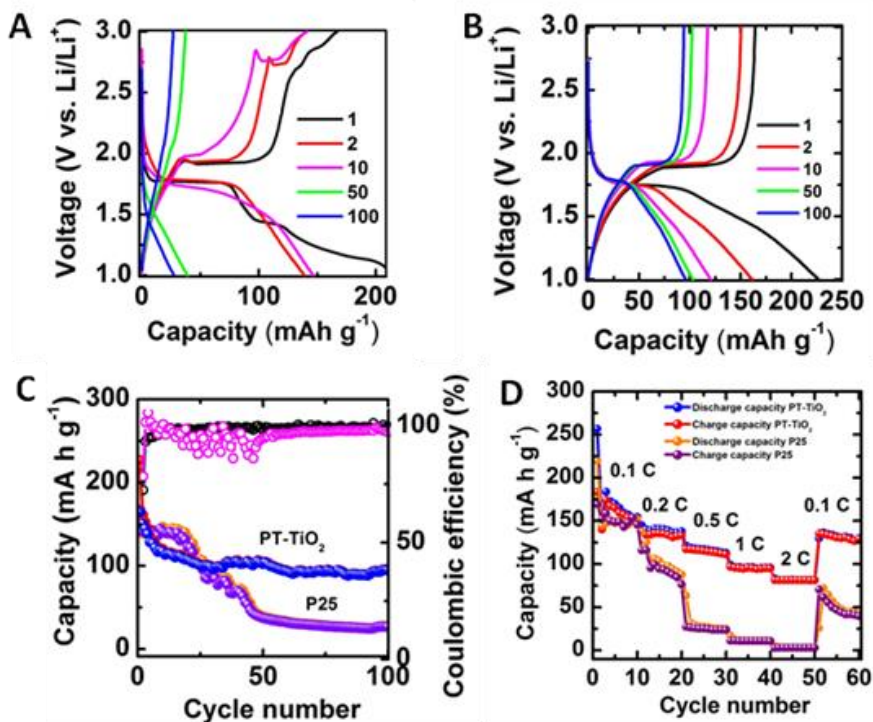 A
Voltage (V vs. Li/Li⁺)
3.0
2.5
2.0
1.5
1.0
1
2
10
50
100
0
100
200
Capacity (mAh g⁻¹)
B
Voltage (V vs. Li/Li⁺)
3.0
2.5
2.0
1.5
1.0
1
2
10
50
100
0
50
100
150
200
250
Capacity (mAh g⁻¹)
C
Capacity (mA h g⁻¹)
300
200
100
0
PT-TiO₂
P25
100
50
0
Coulombic efficiency (%)
0
50
100
Cycle number
D
Capacity (mA h g⁻¹)
300
250
200
150
100
50
0
Discharge capacity PT-TiO₂
Charge capacity PT-TiO₂
Discharge capacity P25
Charge capacity P25
0.1 C
0.2 C
0.5 C
1 C
2 C
0.1 C
0
10
20
30
40
50
60
Cycle number